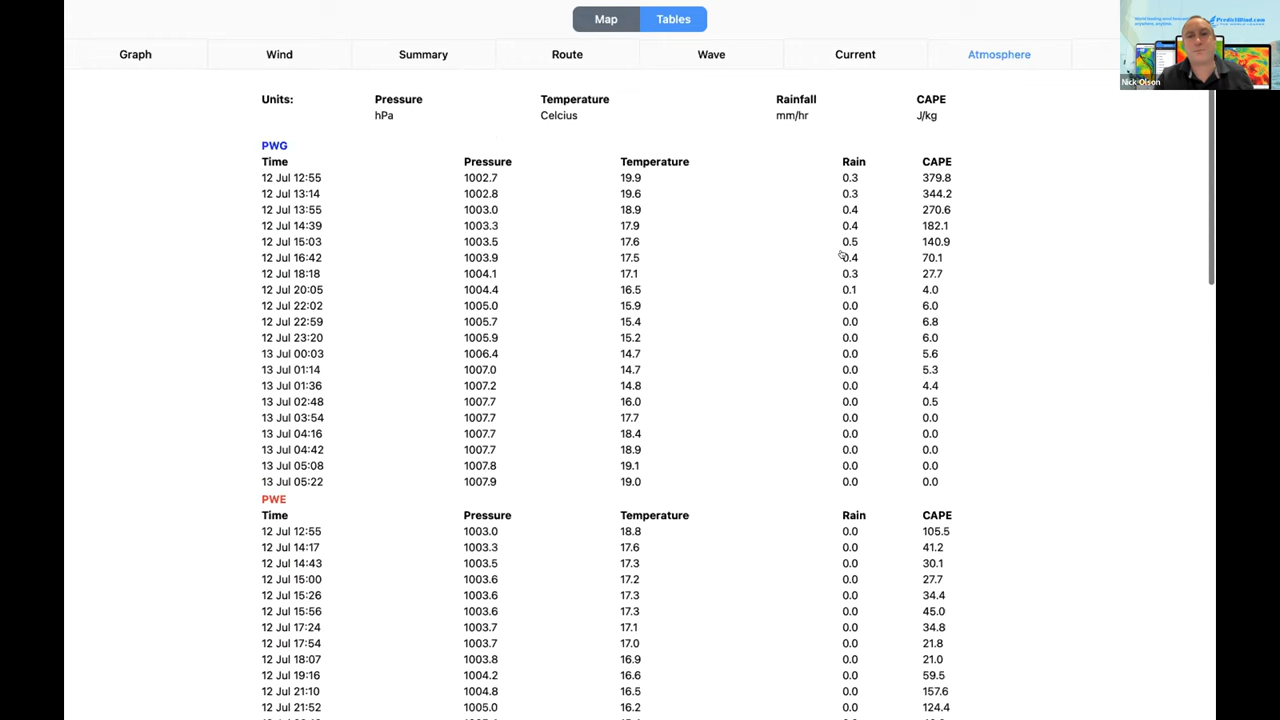 Map Tables
World leading wind forecasts anywhere, anytime. PredictWind.com
Nick Olson
Graph Wind Summary Route Wave Current Atmosphere
Units: Pressure Temperature Rainfall CAPE
hPa Celcius mm/hr J/kg
PWG
Time Pressure Temperature Rain CAPE
12 Jul 12:55 1002.7 19.9 0.3 379.8
12 Jul 13:14 1002.8 19.6 0.3 344.2
12 Jul 13:55 1003.0 18.9 0.4 270.6
12 Jul 14:39 1003.3 17.9 0.4 182.1
12 Jul 15:03 1003.5 17.6 0.5 140.9
12 Jul 16:42 1003.9 17.5 0.4 70.1
12 Jul 18:18 1004.1 17.1 0.3 27.7
12 Jul 20:05 1004.4 16.5 0.1 4.0
12 Jul 22:02 1005.0 15.9 0.0 6.0
12 Jul 22:59 1005.7 15.4 0.0 6.8
12 Jul 23:20 1005.9 15.2 0.0 6.0
13 Jul 00:03 1006.4 14.7 0.0 5.6
13 Jul 01:14 1007.0 14.7 0.0 5.3
13 Jul 01:36 1007.2 14.8 0.0 4.4
13 Jul 02:48 1007.7 16.0 0.0 0.5
13 Jul 03:54 1007.7 17.7 0.0 0.0
13 Jul 04:16 1007.7 18.4 0.0 0.0
13 Jul 04:42 1007.7 18.9 0.0 0.0
13 Jul 05:08 1007.8 19.1 0.0 0.0
13 Jul 05:22 1007.9 19.0 0.0 0.0
PWE
Time Pressure Temperature Rain CAPE
12 Jul 12:55 1003.0 18.8 0.0 105.5
12 Jul 14:17 1003.3 17.6 0.0 41.2
12 Jul 14:43 1003.5 17.3 0.0 30.1
12 Jul 15:00 1003.6 17.2 0.0 27.7
12 Jul 15:26 1003.6 17.3 0.0 34.4
12 Jul 15:56 1003.6 17.3 0.0 45.0
12 Jul 17:24 1003.7 17.1 0.0 34.8
12 Jul 17:54 1003.7 17.0 0.0 21.8
12 Jul 18:07 1003.8 16.9 0.0 21.0
12 Jul 19:16 1004.2 16.6 0.0 59.5
12 Jul 21:10 1004.8 16.5 0.0 157.6
12 Jul 21:52 1005.0 16.2 0.0 124.4